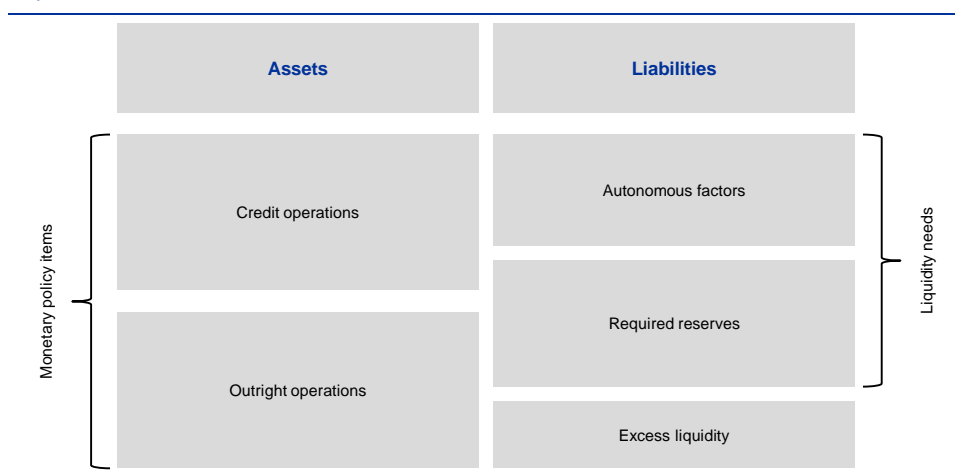 Assets
Liabilities
Monetary policy items
Credit operations
Outright operations
Autonomous factors
Required reserves
Excess liquidity
Liquidity needs